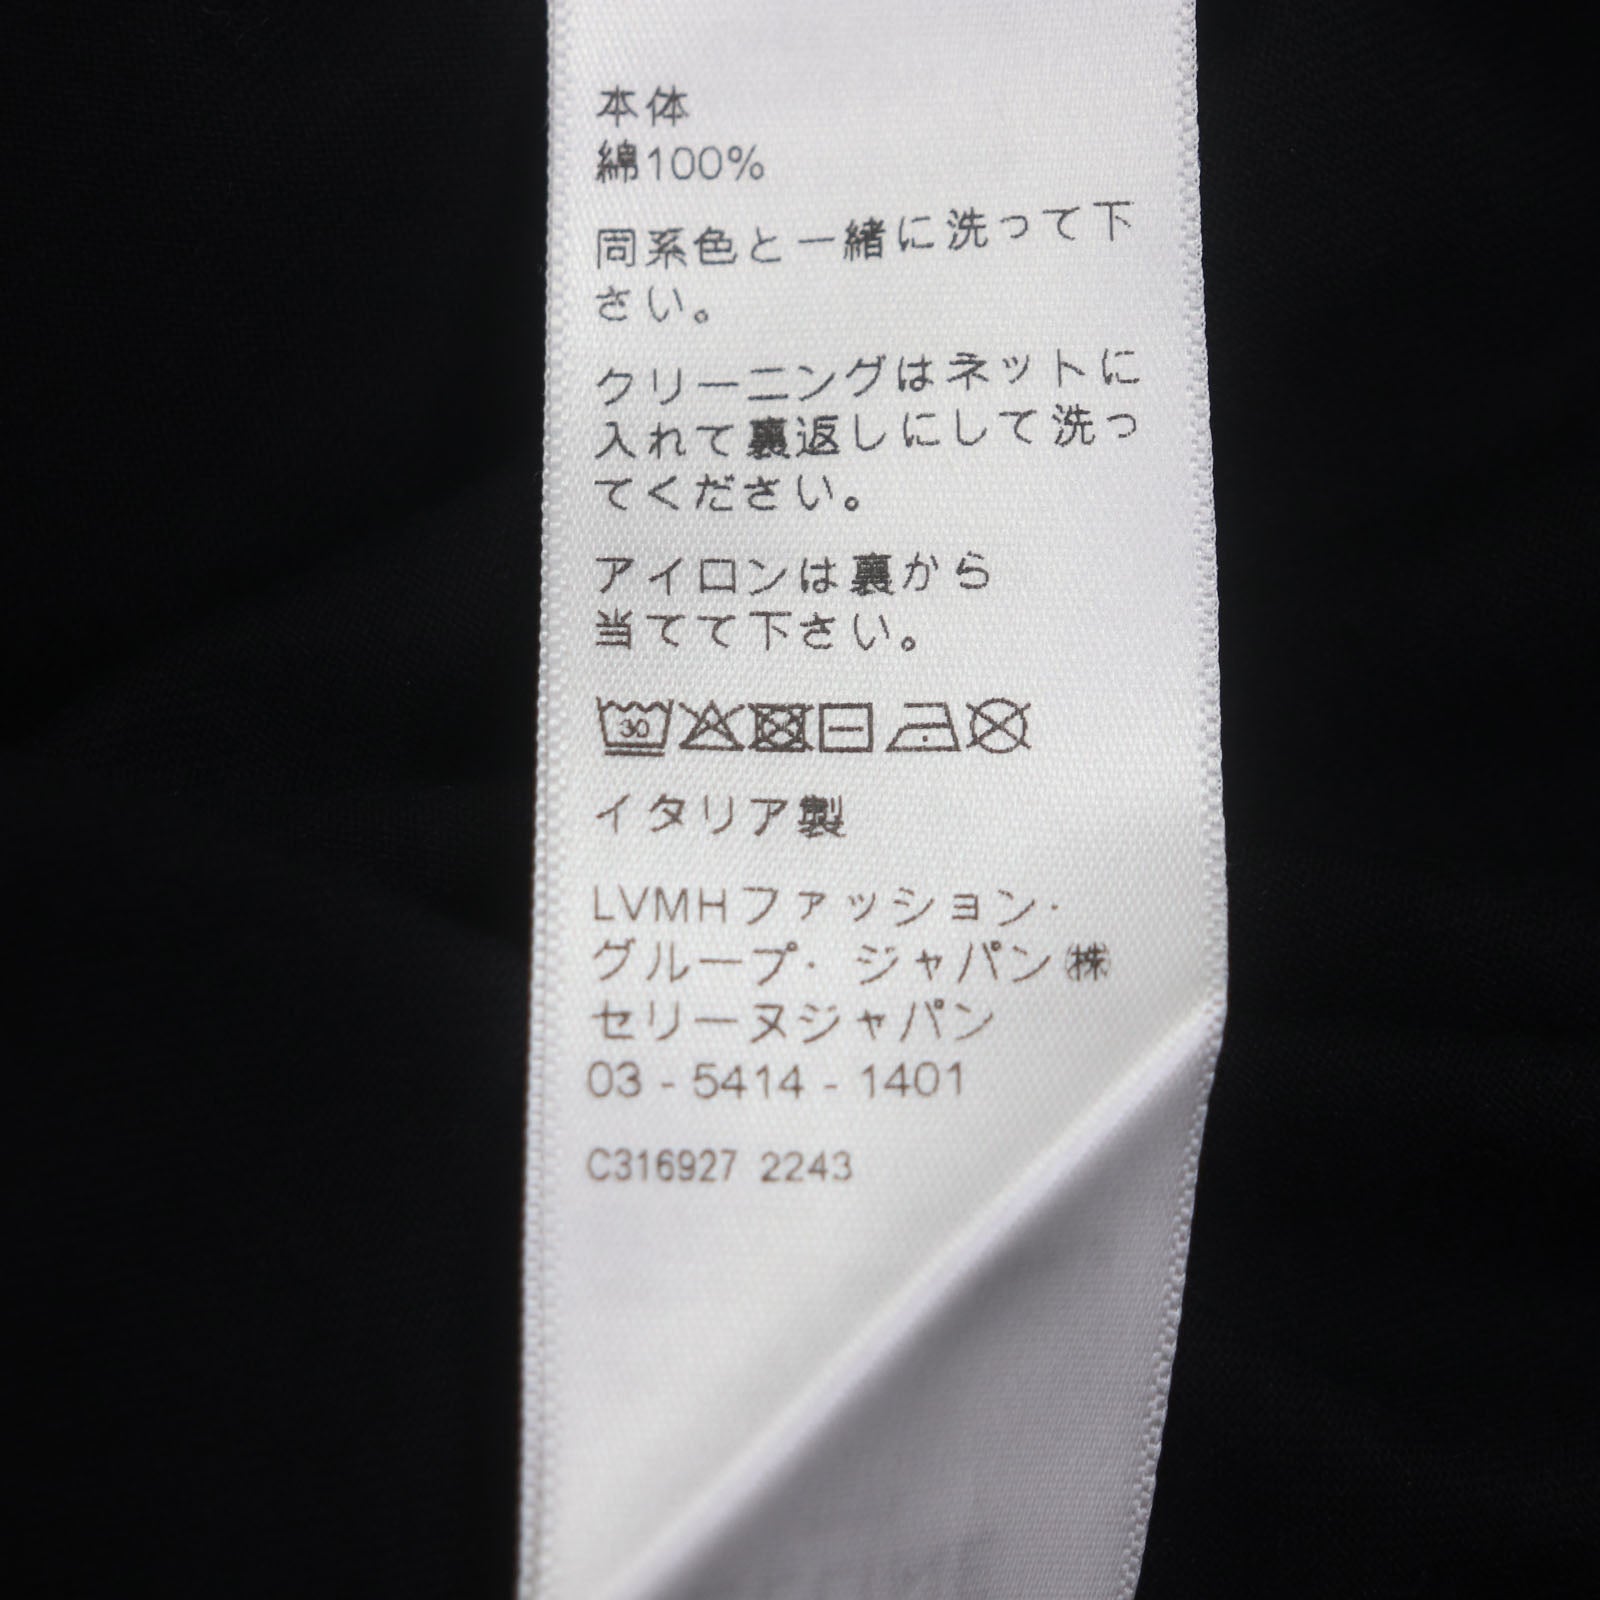 本体
綿100%
同系色と一緒に洗って下
さい。
クリーニングはネットに
入れて裏返しにして洗っ
てください。
アイロンは裏から
当てて下さい。
30
イタリア製
LVMHファッション·
グループ· ジャパン㈱
セリーヌジャパン
03 - 5414 - 1401
C316927 2243